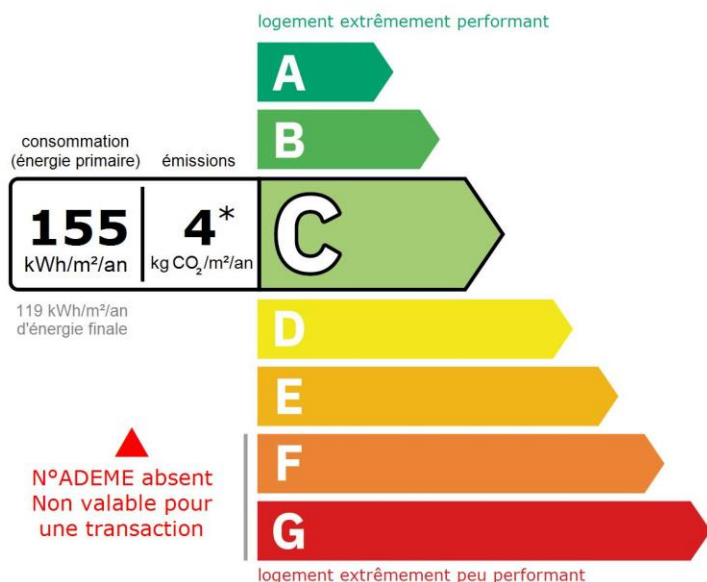 logement extrêmement performant
A
B
consommation
(énergie primaire)
émissions
155
kWh/m²/an
4*
kg CO₂/m²/an
C
119 kWh/m²/an
d'énergie finale
D
E
F
G
N°ADEME absent
Non valable pour
une transaction
logement extrêmement peu performant